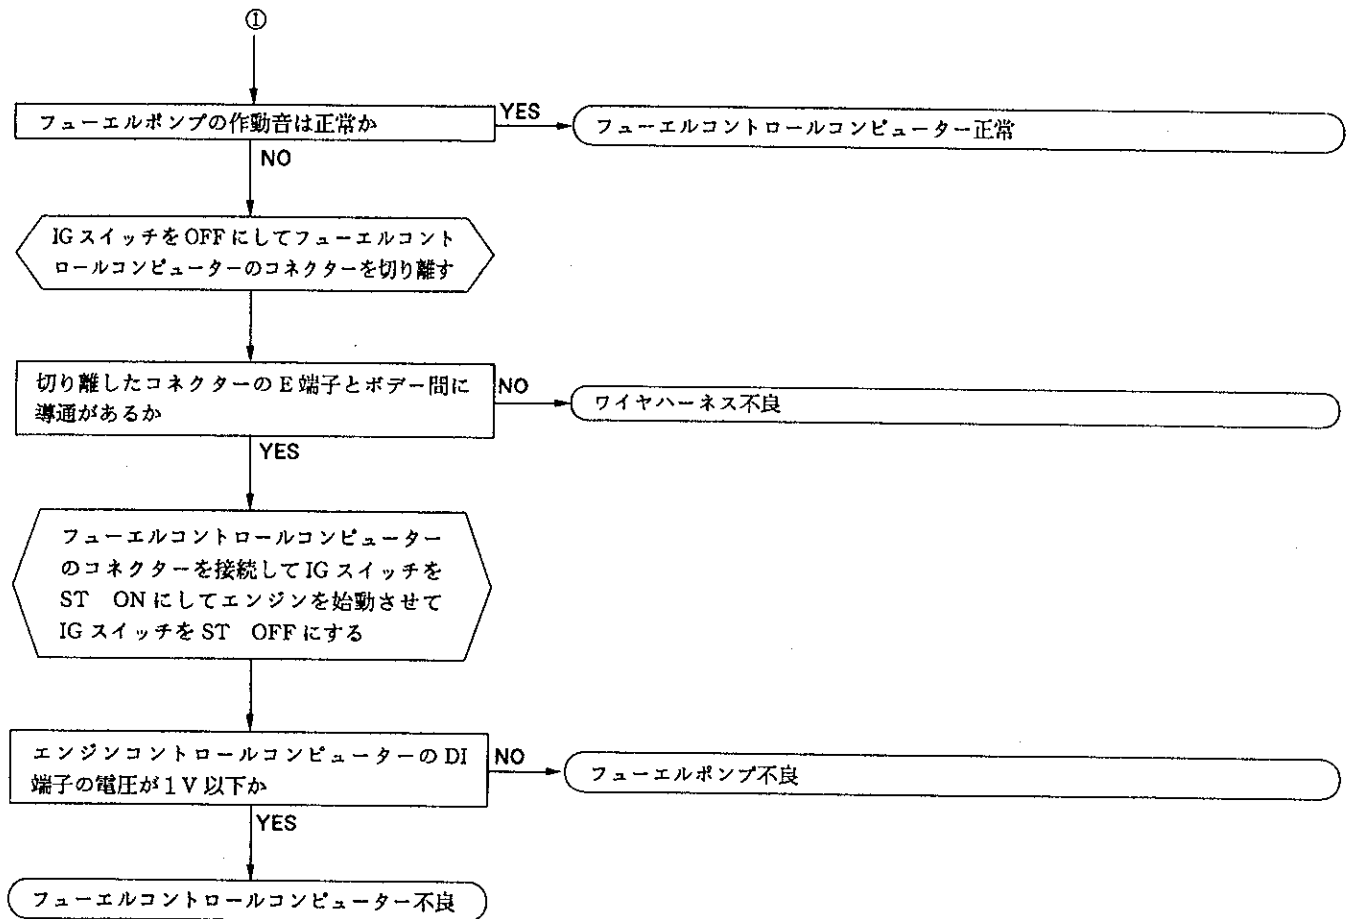 ①
フューエルポンプの作動音は正常か
YES
フューエルコントロールコンピューター正常
NO
IG スイッチを OFF にしてフューエルコント
ロールコンピューターのコネクターを切り離す
切り離したコネクターの E 端子とボデー間に
導通があるか
NO
ワイヤハーネス不良
YES
フューエルコントロールコンピューター
のコネクターを接続して IG スイッチを
ST ON にしてエンジンを始動させて
IG スイッチを ST OFF にする
エンジンコントロールコンピューターの DI
端子の電圧が 1 V 以下か
NO
フューエルポンプ不良
YES
フューエルコントロールコンピューター不良